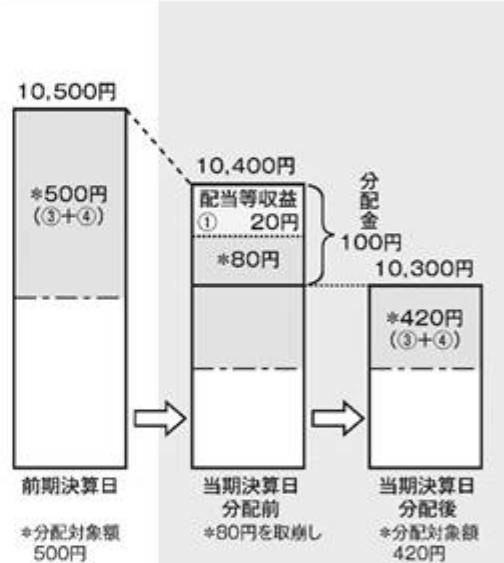 10,500円
*500円
(③+④)
前期決算日
*分配対象額
500円
10,400円
配当等収益
① 20円
*80円
分配金
100円
当期決算日
分配前
*80円を取崩し
10,300円
*420円
(③+④)
当期決算日
分配後
*分配対象額
420円